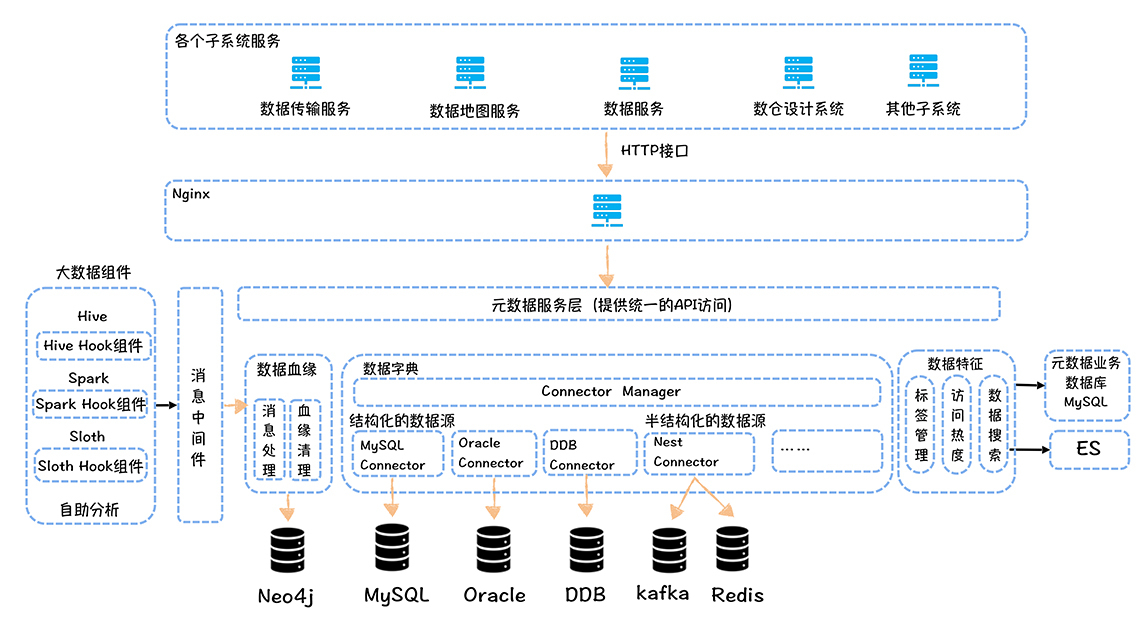 各个子系统服务
数据传输服务
数据地图服务
数据服务
数仓设计系统
其他子系统
HTTP接口
Nginx
大数据组件
Hive
Hive Hook组件
Spark
Spark Hook组件
Sloth
Sloth Hook组件
自助分析
消息中间件
元数据服务层（提供统一的API访问)
数据血缘
消息处理
血缘清理
数据字典
Connector Manager
结构化的数据源
半结构化的数据源
MySQL
Connector
Oracle
Connector
DDB
Connector
Nest
Connector
……
数据特征
标签管理
访问热度
数据搜索
元数据业务
数据库
MySQL
ES
Neo4j
MySQL
Oracle
DDB
kafka
Redis